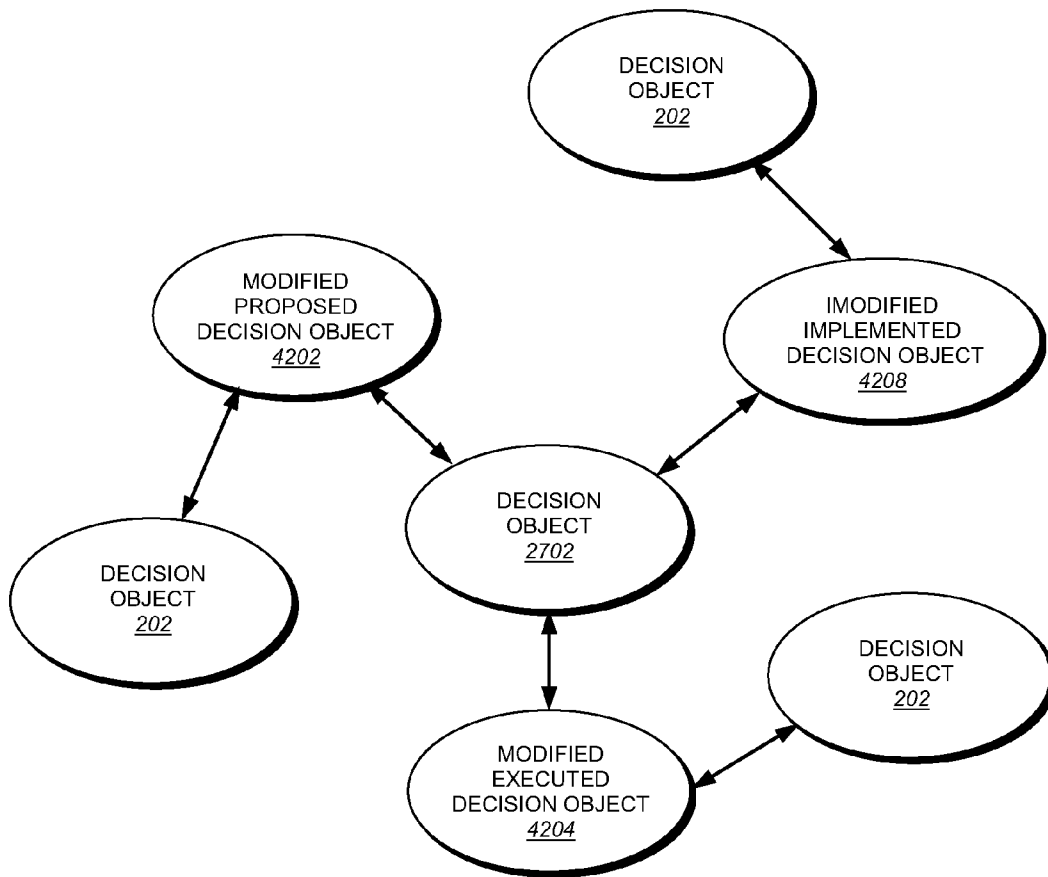 DECISION
OBJECT
202
MODIFIED
PROPOSED
DECISION OBJECT
4202
IMODIFIED
IMPLEMENTED
DECISION OBJECT
4208
DECISION
OBJECT
2702
DECISION
OBJECT
202
DECISION
OBJECT
202
MODIFIED
EXECUTED
DECISION OBJECT
4204